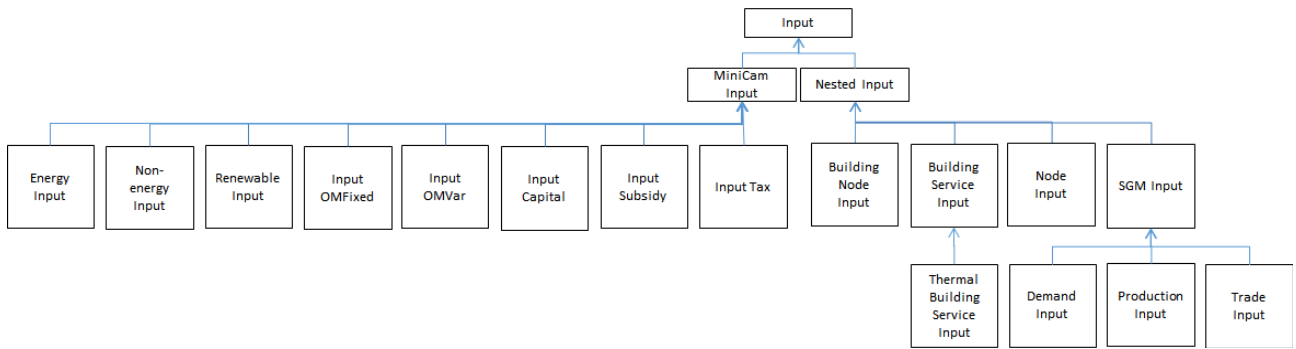 Input
MiniCam
Input
Nested Input
Energy
Input
Non-
energy
Input
Renewable
Input
Input
OMFixed
Input
OMVar
Input
Capital
Input
Subsidy
Input Tax
Building
Node
Input
Building
Service
Input
Node
Input
SGM Input
Thermal
Building
Service
Input
Demand
Input
Production
Input
Trade
Input